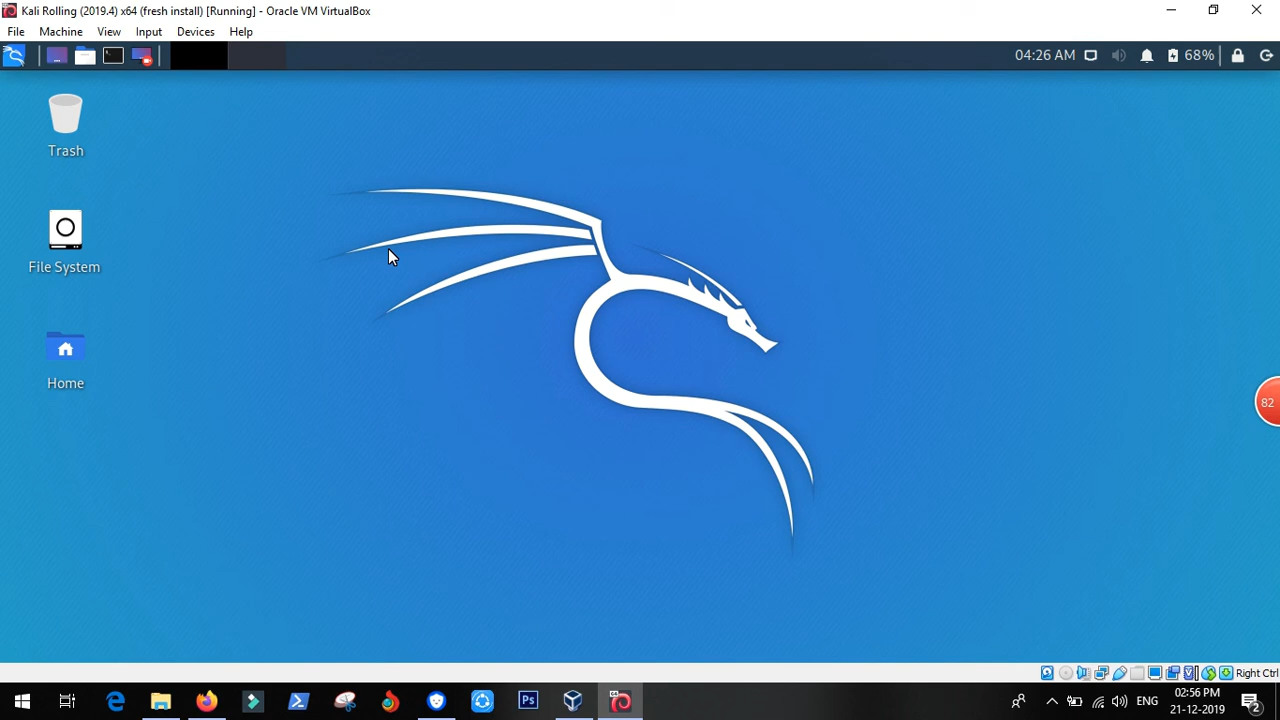 Kali Rolling (2019.4) x64 (fresh install) [Running] - Oracle VM VirtualBox
File Machine View Input Devices Help
04:26 AM 68%
Trash
File System
Home
82
Right Ctrl
Ps
ENG
02:56 PM
21-12-2019
2